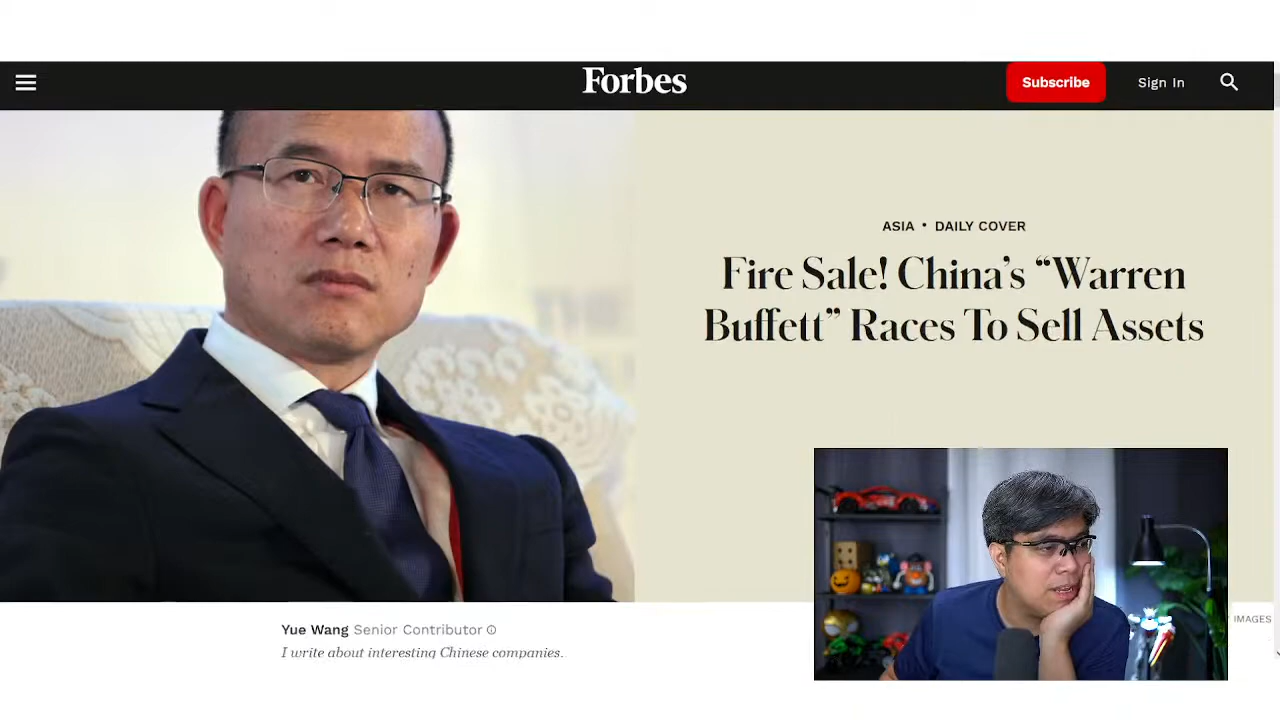 Forbes
Subscribe
Sign In
ASIA • DAILY COVER
Fire Sale! China’s “Warren
Buffett” Races To Sell Assets
Yue Wang Senior Contributor
I write about interesting Chinese companies.
IMAGES